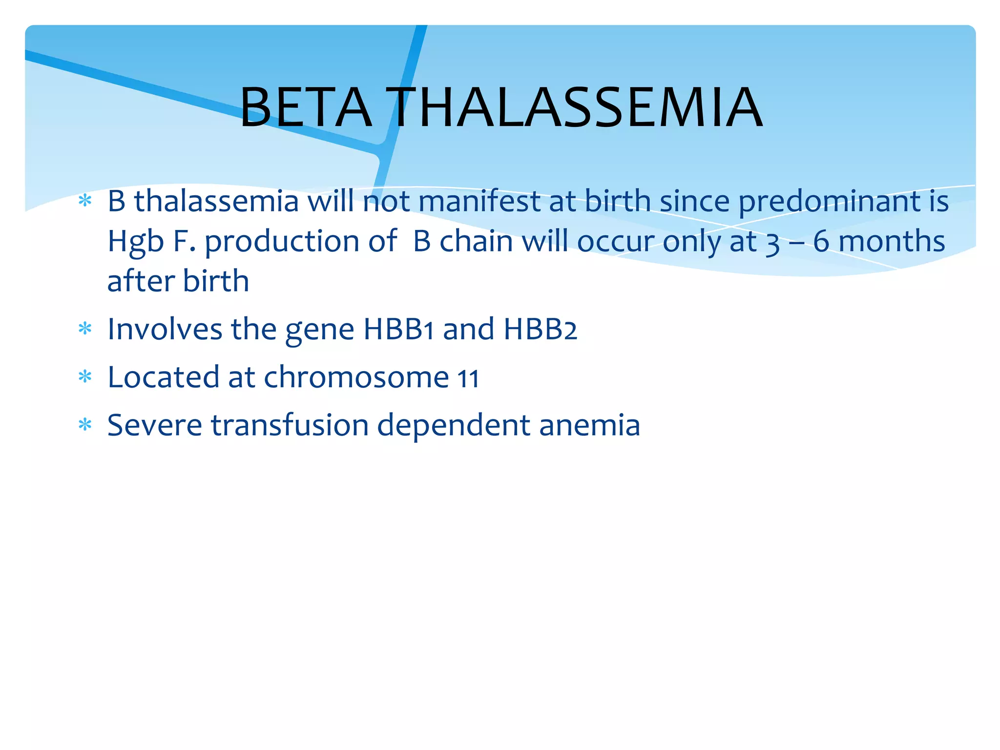 BETA THALASSEMIA
* B thalassemia will not manifest at birth since predominant is
Hgb F. production of  B chain will occur only at 3 – 6 months
after birth
* Involves the gene HBB1 and HBB2
* Located at chromosome 11
* Severe transfusion dependent anemia